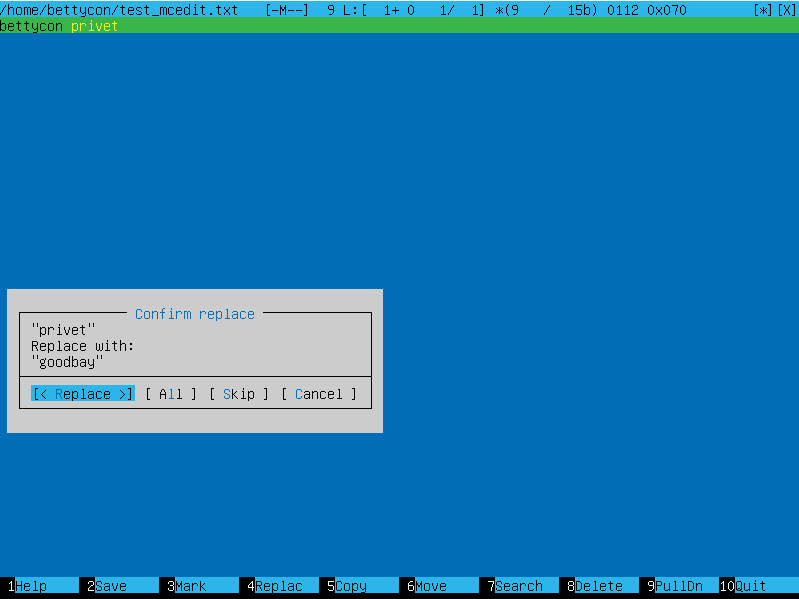 /home/bettycon/test_mcedit.txt [-M--] 9 L:[ 1+ 0 1/ 1] *(9 / 15b) 0112 0x070 [*][X]
bettycon privet
Confirm replace
"privet"
Replace with:
"goodbay"
[< Replace >] [ All ] [ Skip ] [ Cancel ]
1Help 2Save 3Mark 4Replac 5Copy 6Move 7Search 8Delete 9PullDn 10Quit